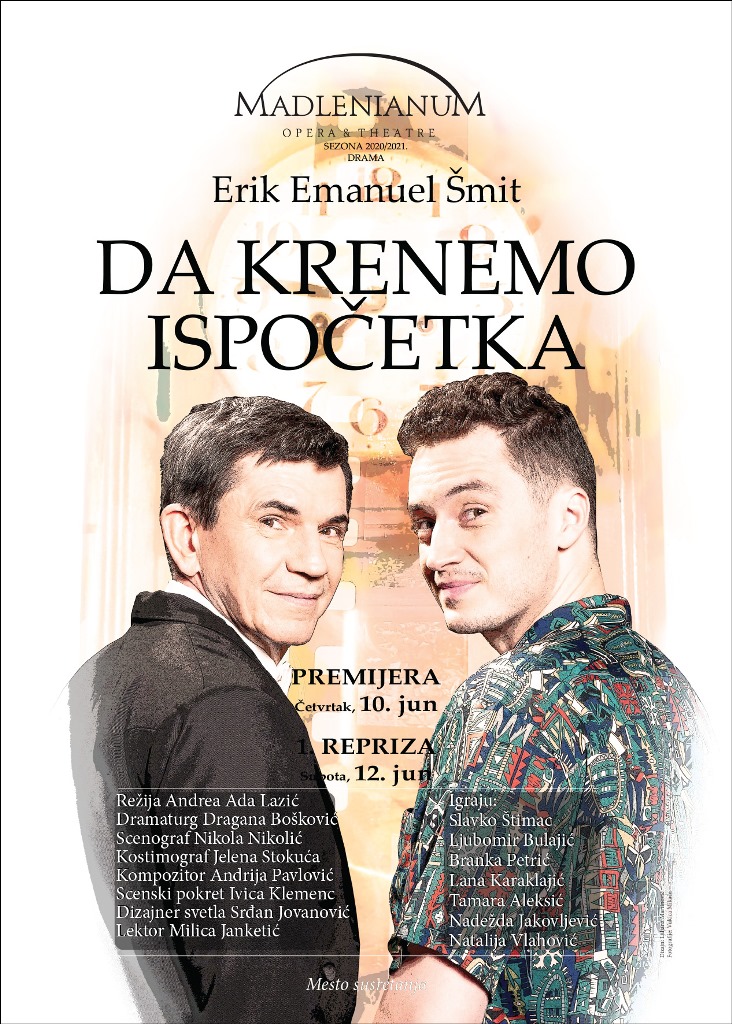 MADLENIANUM
OPERA & THEATRE
SEZONA 2020/2021.
DRAMA
Erik Emanuel Šmit
DA KRENEMO
ISPOČETKA
PREMIJERA
Četvrtak, 10. jun
1. REPRIZA
Subota, 12. jun
Režija Andrea Ada Lazić
Dramaturg Dragana Bošković
Scenograf Nikola Nikolić
Kostimograf Jelena Stokuća
Kompozitor Andrija Pavlović
Scenski pokret Ivica Klemenc
Dizajner svetla Srđan Jovanović
Lektor Milica Janketić
Igraju:
Slavko Štimac
Ljubomir Bulajić
Branka Petrić
Lana Karaklajić
Tamara Aleksić
Nadežda Jakovljević
Natalija Vlahović
Mesto susretanja